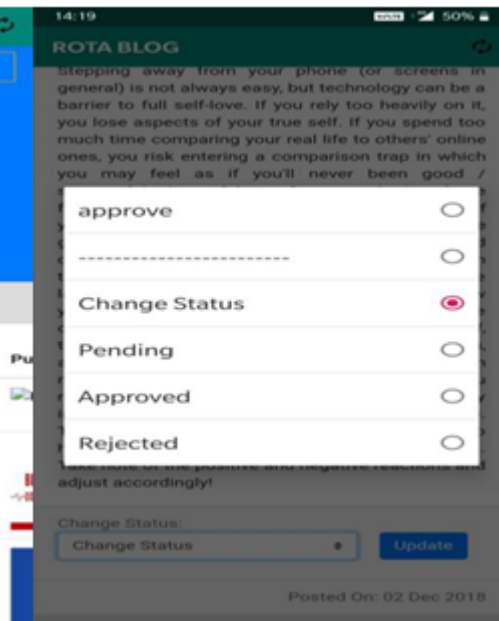 14:19
50%
ROTA BLOG
Stepping away from your phone (or screens in
general) is not always easy, but technology can be a
barrier to full self-love. If you rely too heavily on it,
you lose aspects of your true self. If you spend too
much time comparing your real life to others' online
ones, you risk entering a comparison trap in which
you may feel as if you'll never been good /
approve
------------------------
Change Status
Pending
Approved
Rejected
Take note of the positive and negative reactions and
adjust accordingly!
Change Status:
Change Status
Update
Posted On: 02 Dec 2018
Pu